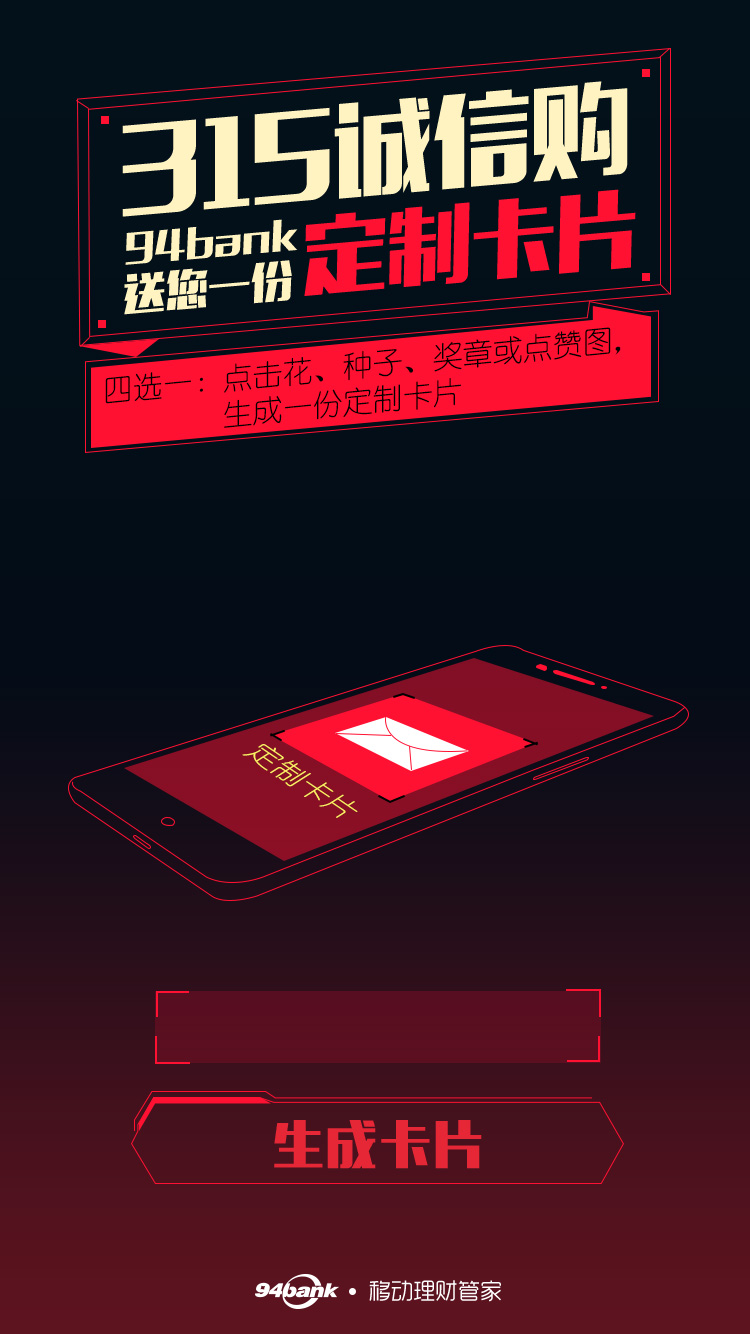 315诚信购
94bank
送您一份
定制卡片
四选一：点击花、种子、奖章或点赞图，
生成一份定制卡片
定制卡片
生成卡片
94bank • 移动理财管家